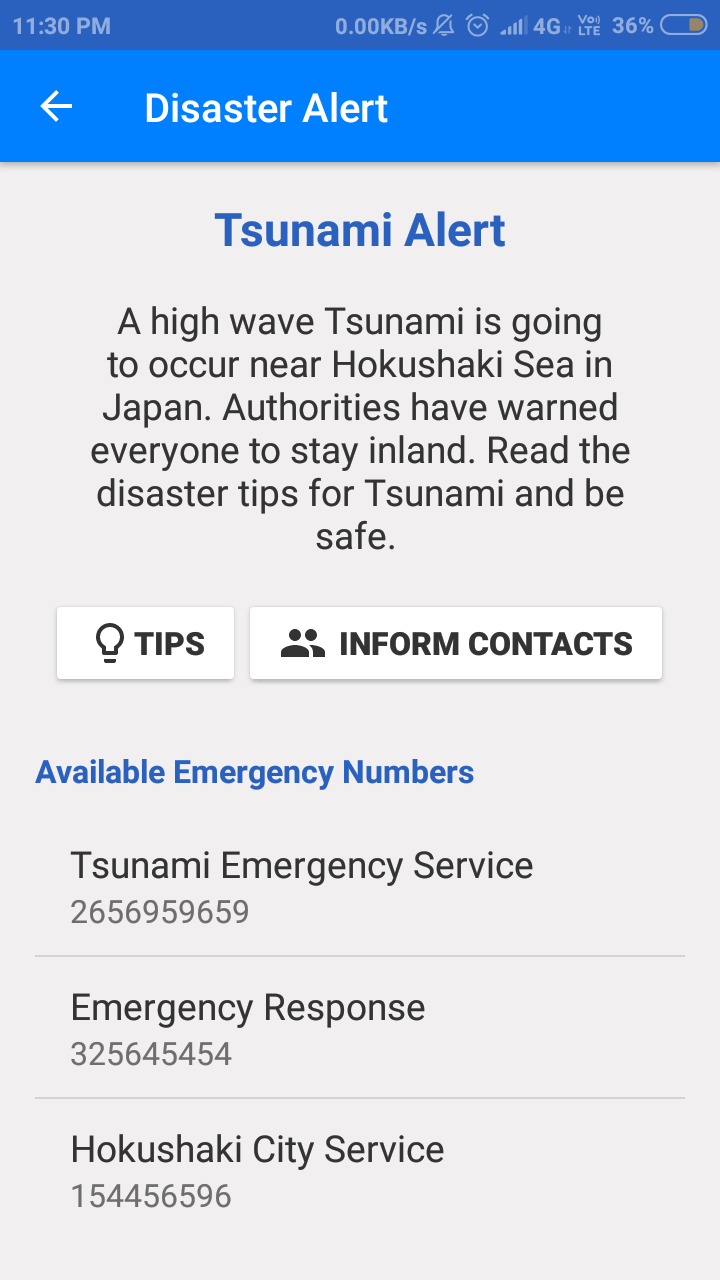 11:30 PM 0.00KB/s 4G Vo) LTE 36%
Disaster Alert
Tsunami Alert
A high wave Tsunami is going
to occur near Hokushaki Sea in
Japan. Authorities have warned
everyone to stay inland. Read the
disaster tips for Tsunami and be
safe.
TIPS INFORM CONTACTS
Available Emergency Numbers
Tsunami Emergency Service
2656959659
Emergency Response
325645454
Hokushaki City Service
154456596